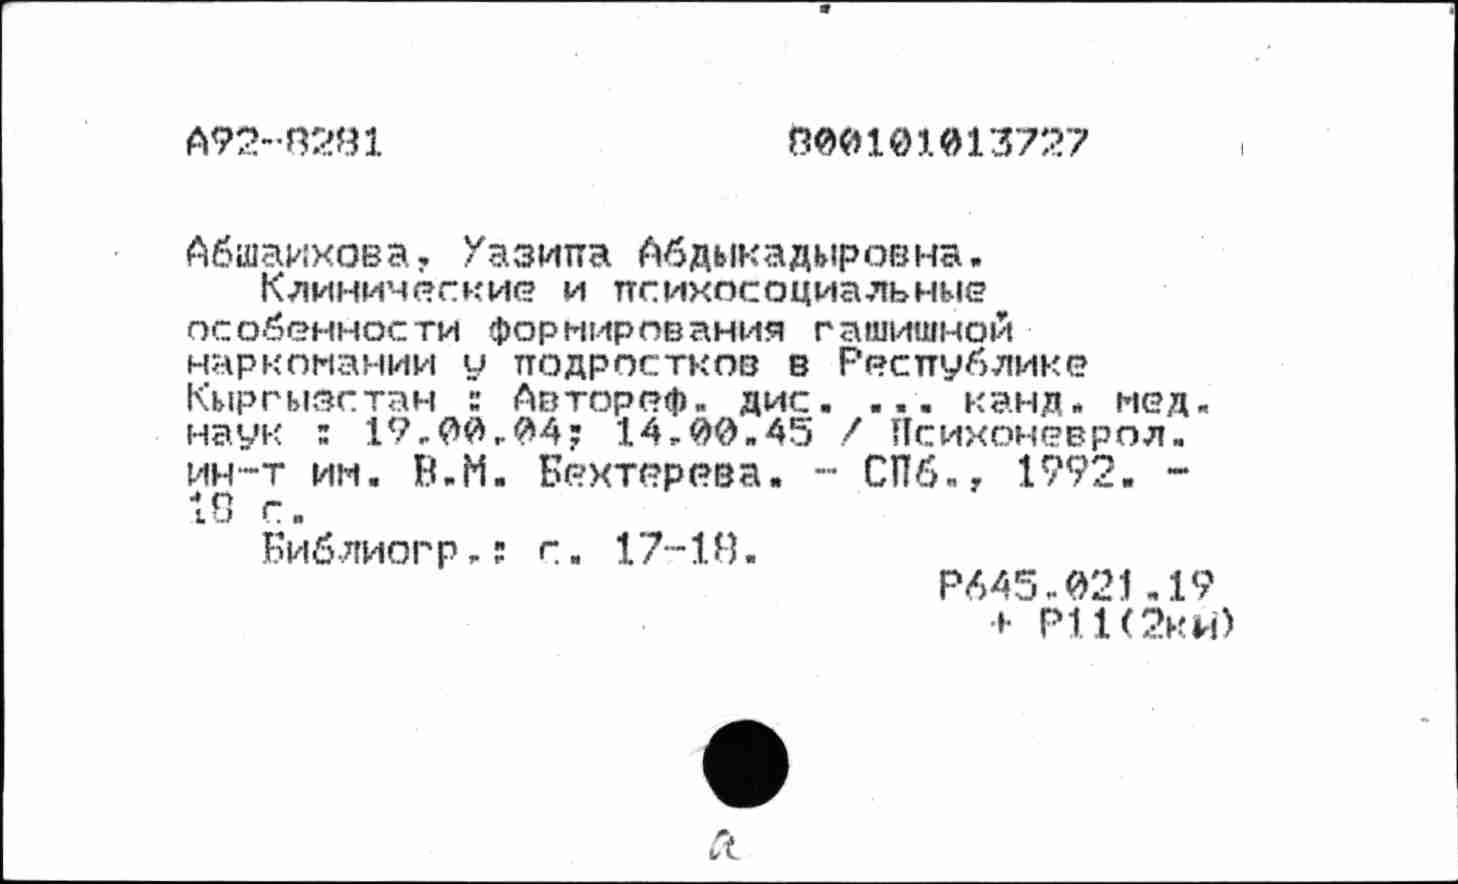 А92-8281 800101013727
Абшаихова, Уазипа Абдыкадыровна.
Клинические и психосоциальные
особенности формирования гашишной
наркомании у подростков в Республике
Кыргызстан : Автореф. дис. ... канд. мед.
наук : 19.00.04; 14.00.45 / Психоневрол.
ин-т им. В.М. Бехтерева. - СПб., 1992. -
18 с.
Библиогр.: с. 17-18.
Р645.021.19
+ Р11(2ки)
а